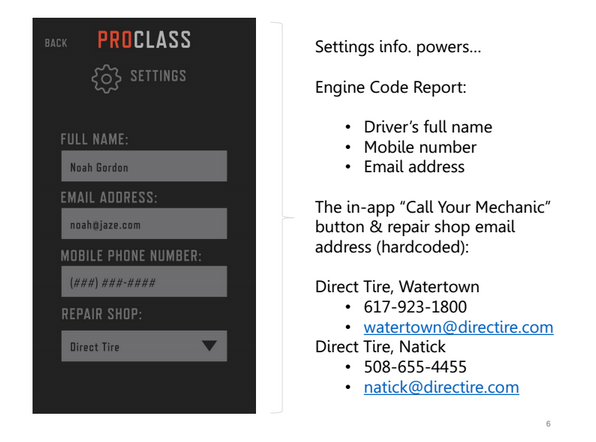 BACK
PROCLASS
SETTINGS
FULL NAME:
Noah Gordon
EMAIL ADDRESS:
noah@jaze.com
MOBILE PHONE NUMBER:
(###) ###-####
REPAIR SHOP:
Direct Tire
Settings info. powers…
Engine Code Report:
• Driver’s full name
• Mobile number
• Email address
The in-app “Call Your Mechanic”
button & repair shop email
address (hardcoded):
Direct Tire, Watertown
• 617-923-1800
• watertown@directire.com
Direct Tire, Natick
• 508-655-4455
• natick@directire.com
6